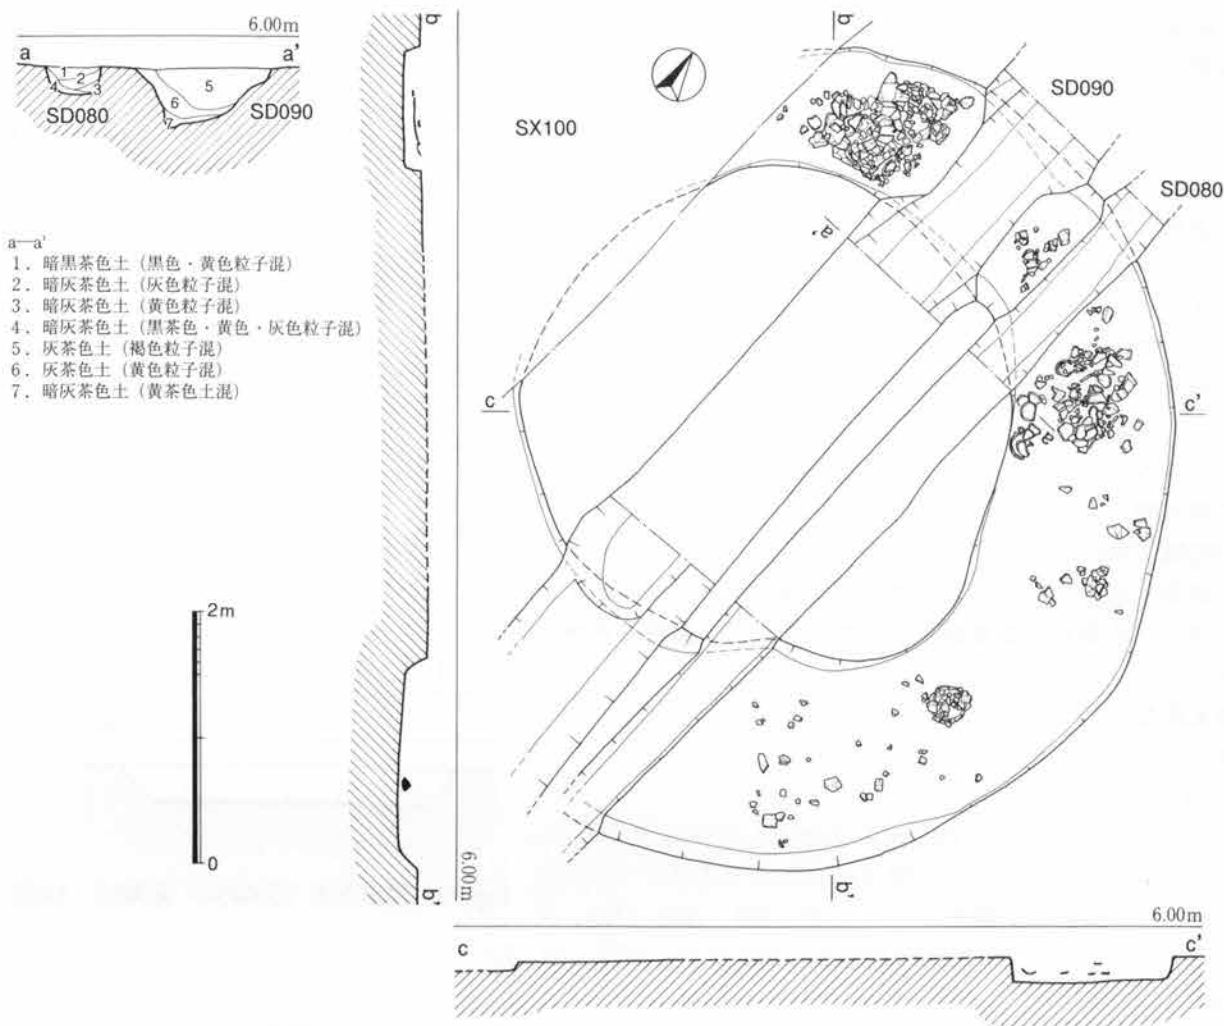 6.00m
a a'
1 2 3 4 5 6 7
SD080 SD090
a—a'
1．暗黒茶色土（黒色・黄色粒子混）
2．暗灰茶色土（灰色粒子混）
3．暗灰茶色土（黄色粒子混）
4．暗灰茶色土（黒茶色・黄色・灰色粒子混）
5．灰茶色土（褐色粒子混）
6．灰茶色土（黄色粒子混）
7．暗灰茶色土（黄茶色土混）
2m
0
b
b'
6.00m
b
SX100
SD090
SD080
a'
a
c c'
b'
6.00m
c c'